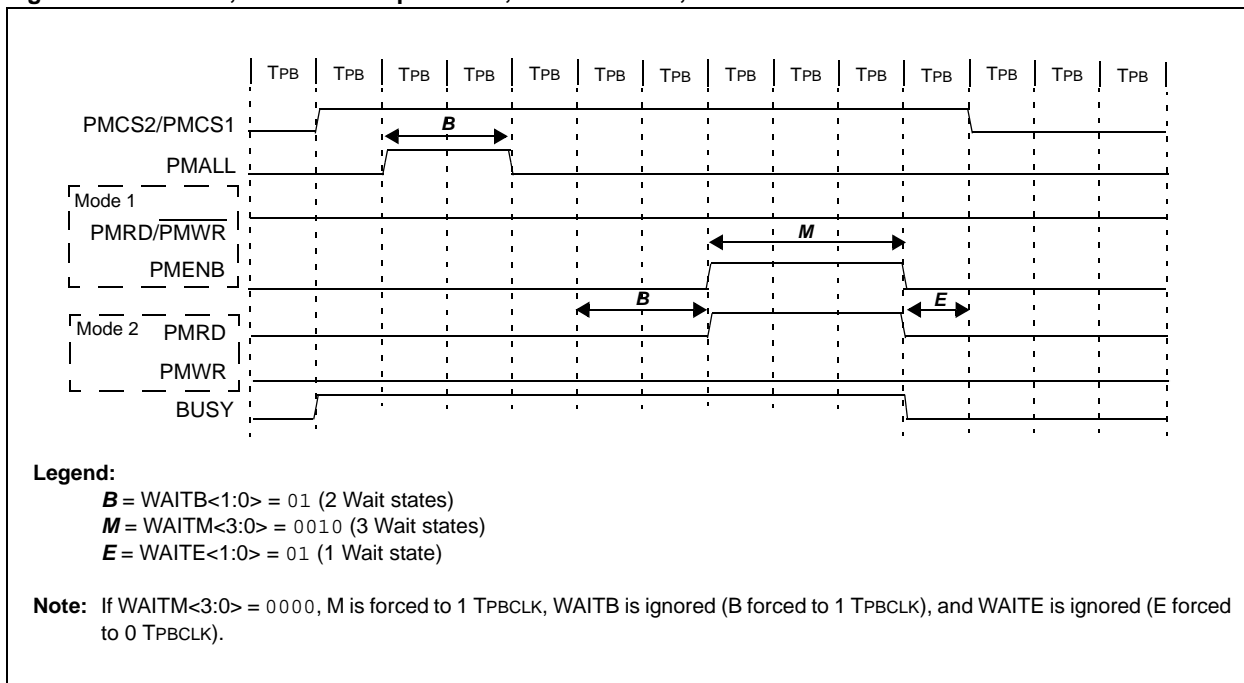 TPB TPB TPB TPB TPB TPB TPB TPB TPB TPB TPB TPB TPB TPB
PMCS2/PMCS1
B
PMALL
Mode 1
PMRD/PMWR
M
PMENB
B
E
Mode 2 PMRD
PMWR
BUSY
Legend:
B = WAITB<1:0> = 01 (2 Wait states)
M = WAITM<3:0> = 0010 (3 Wait states)
E = WAITE<1:0> = 01 (1 Wait state)
Note: If WAITM<3:0> = 0000, M is forced to 1 TPBCLK, WAITB is ignored (B forced to 1 TPBCLK), and WAITE is ignored (E forced
to 0 TPBCLK).